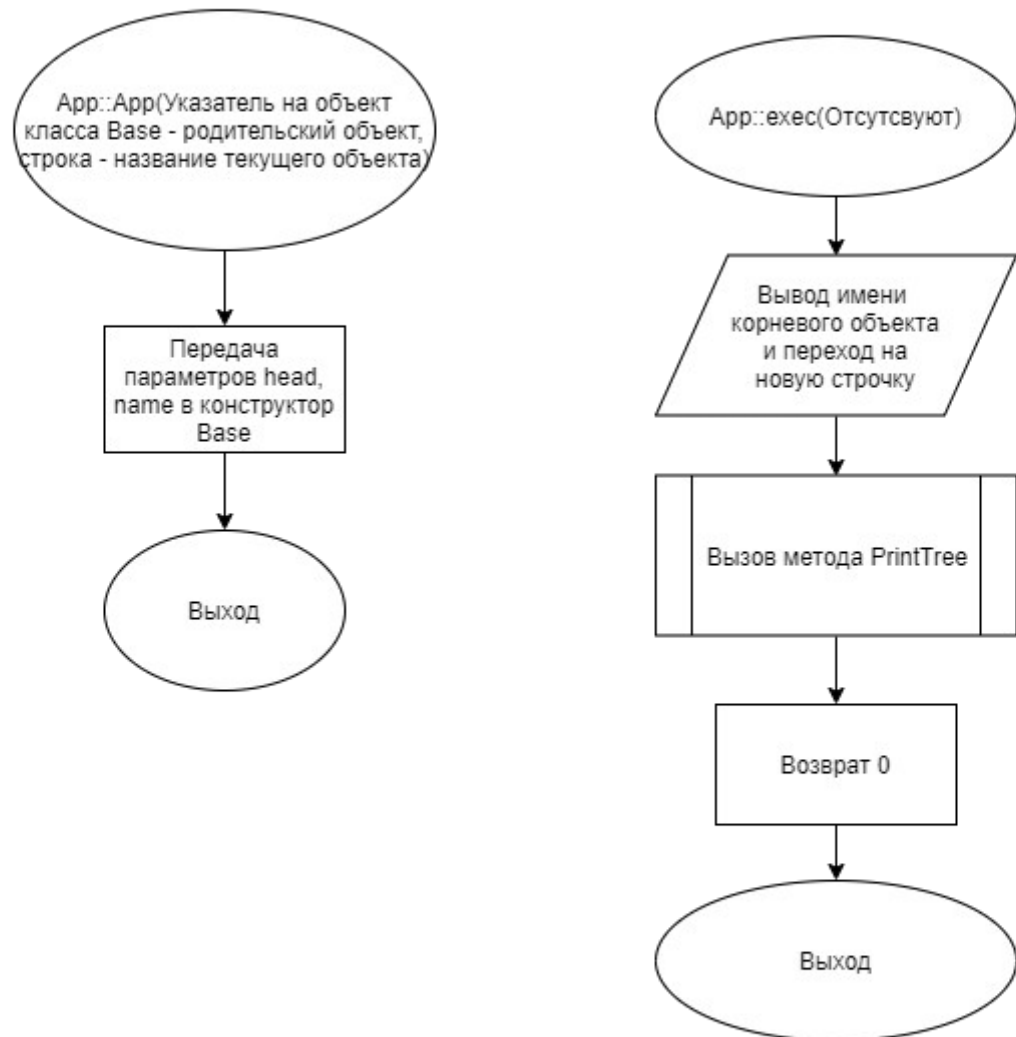 App::App(Указатель на объект
класса Base - родительский объект,
строка - название текущего объекта)
Передача
параметров head,
name в конструктор
Base
Выход
App::exec(Отсутсвуют)
Вывод имени
корневого объекта
и переход на
новую строчку
Вызов метода PrintTree
Возврат 0
Выход